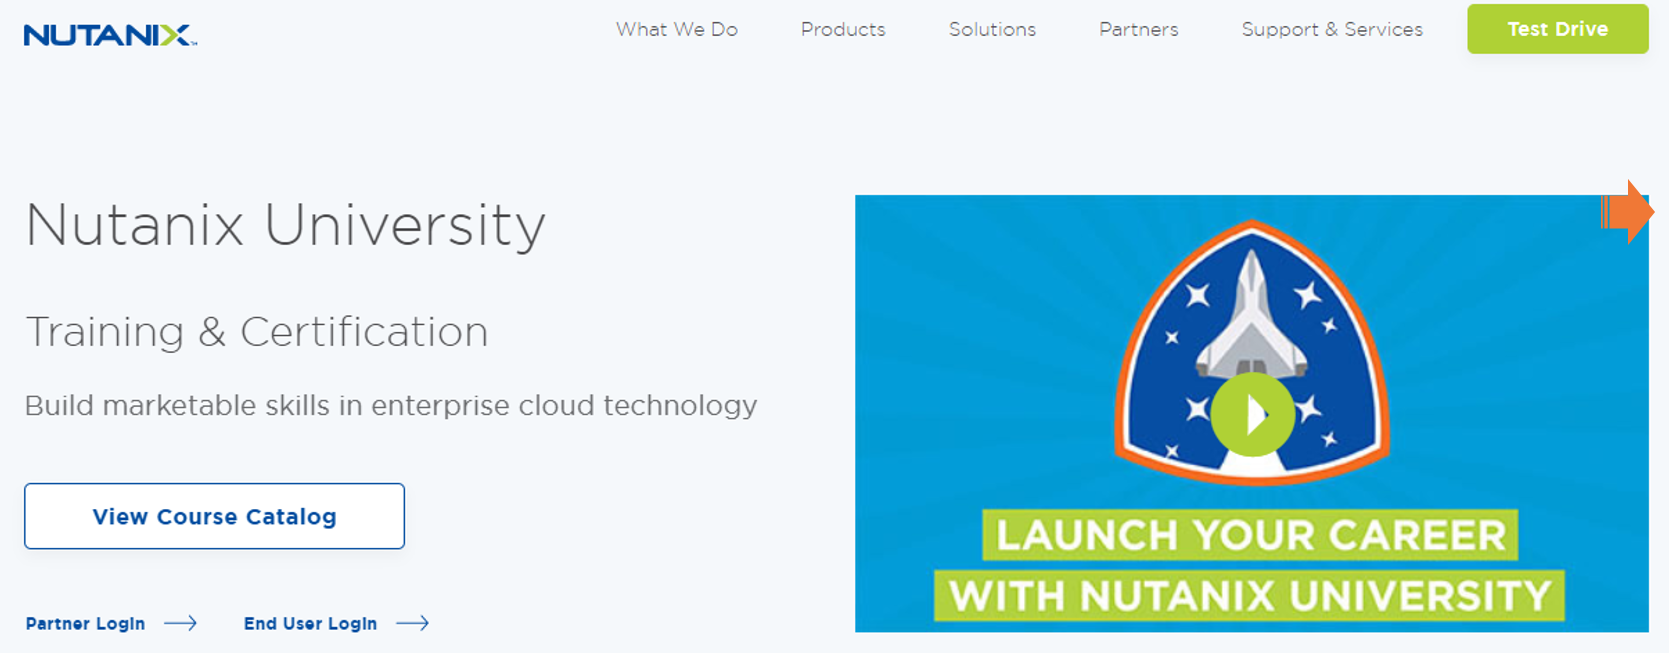 NUTANIX™
What We Do
Products
Solutions
Partners
Support & Services
Test Drive
Nutanix University
Training & Certification
Build marketable skills in enterprise cloud technology
View Course Catalog
Partner Login
End User Login
LAUNCH YOUR CAREER
WITH NUTANIX UNIVERSITY